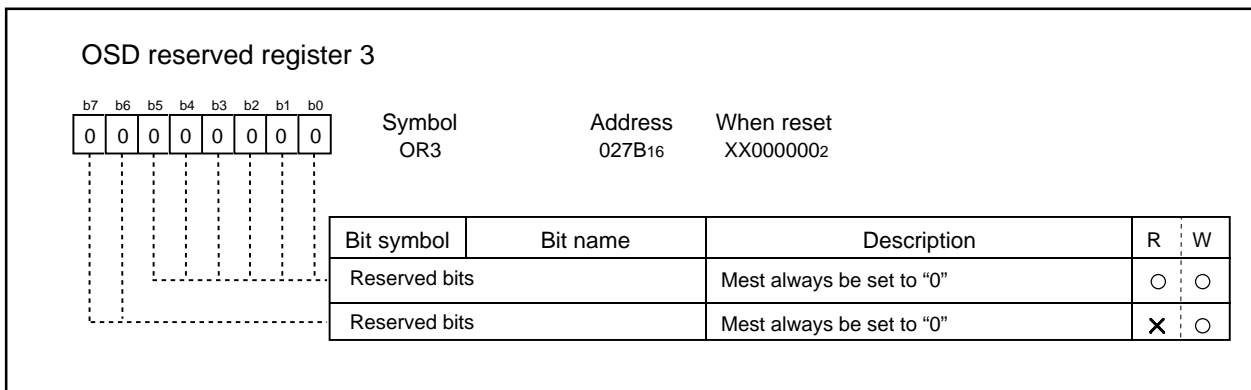 OSD reserved register 3
b7 b6 b5 b4 b3 b2 b1 b0
0 0 0 0 0 0 0 0
Symbol Address When reset
OR3 027B16 XX0000002
Bit symbol Bit name Description R W
Reserved bits Mest always be set to “0” ○ ○
Reserved bits Mest always be set to “0” ✕ ○